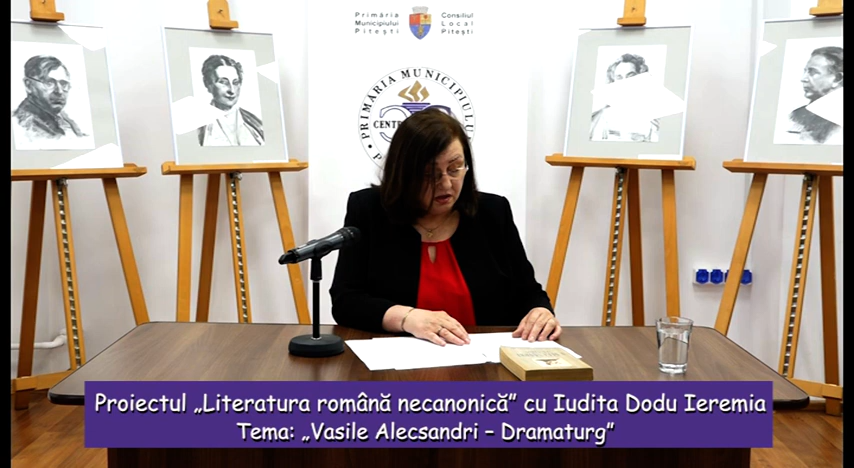 Primăria
Municipiului
Pitești
Consiliul
Local
Pitești
PRIMĂRIA MUNICIPIULUI
CENTR
Proiectul „Literatura română necanonică” cu Iudita Dodu Ieremia
Tema: „Vasile Alecsandri – Dramaturg”